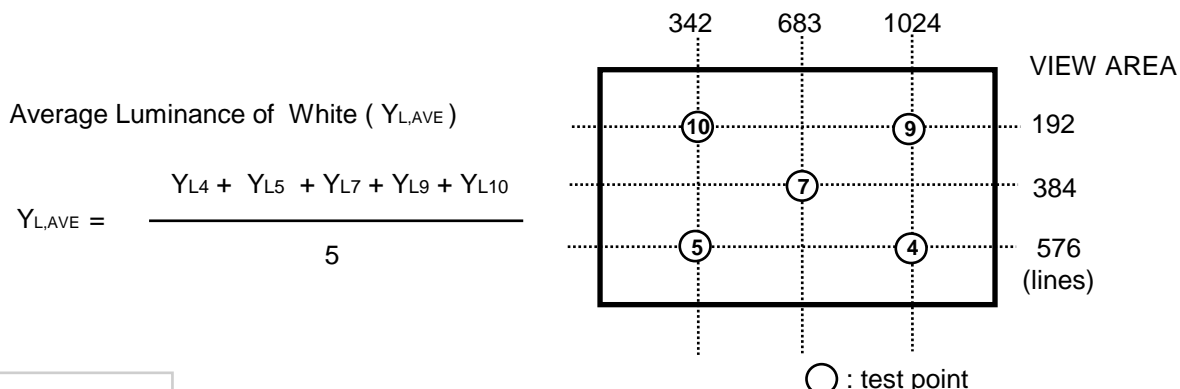 342 683 1024
VIEW AREA
Average Luminance of White ( YL,AVE )
10 9 192
YL4 + YL5 + YL7 + YL9 + YL10
YL,AVE =
5
7 384
5 4 576
(lines)
: test point